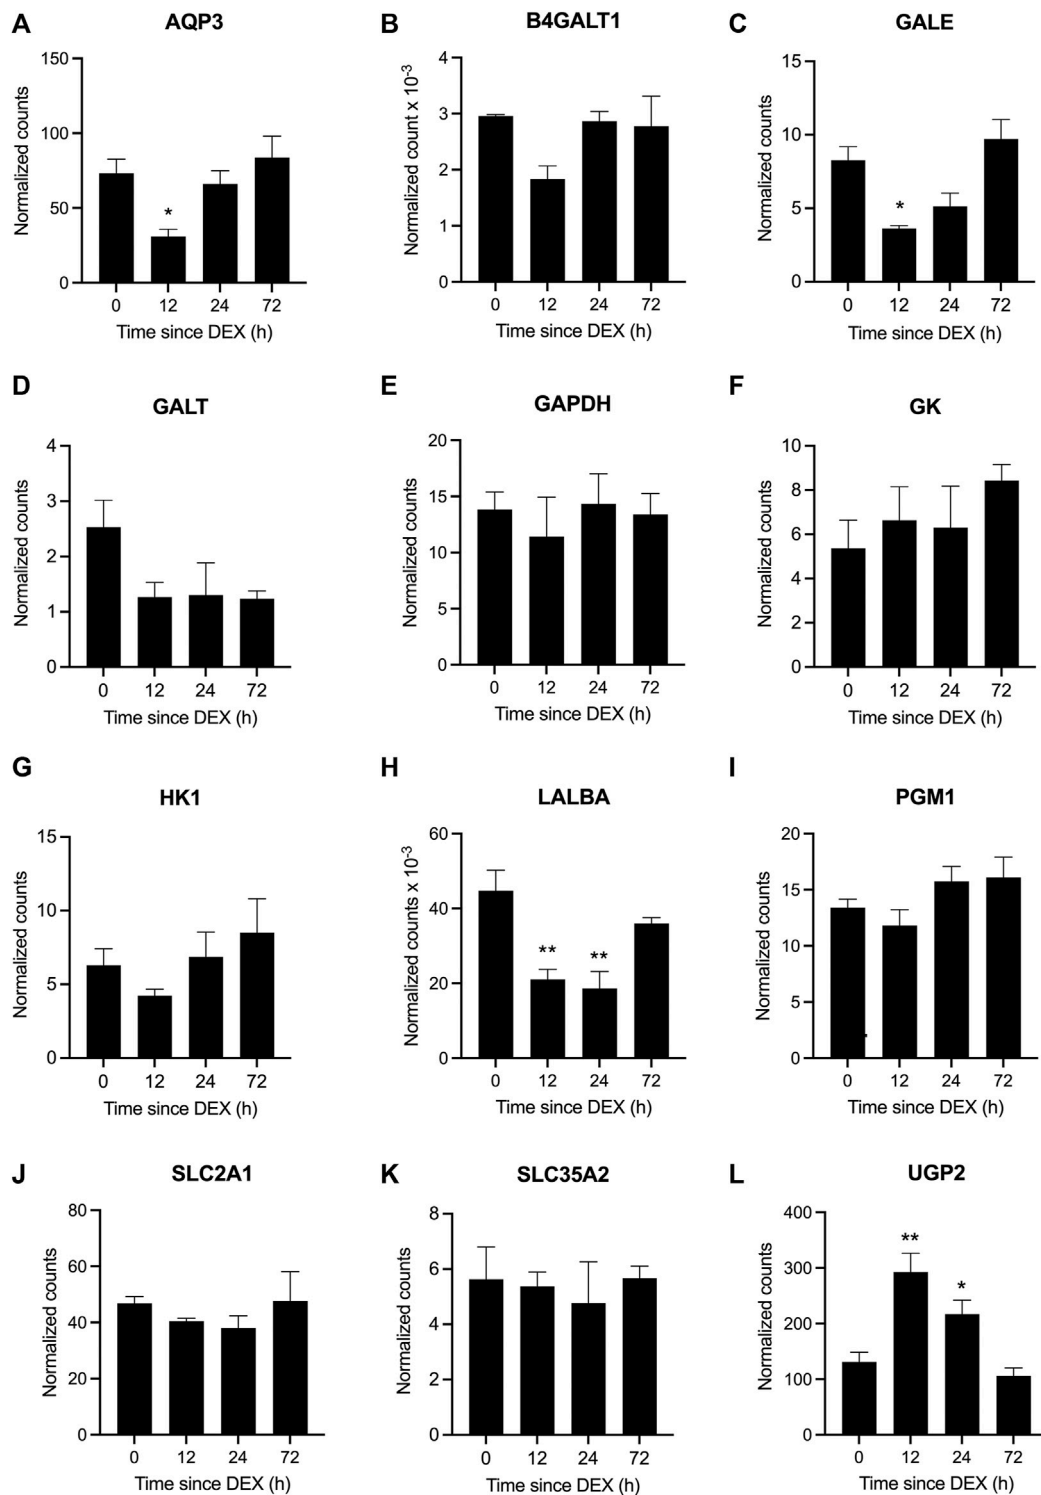 A
AQP3
Normalized counts
150
100
50
0
*
0 12 24 72
Time since DEX (h)
B
B4GALT1
Normalized count x 10-3
4
3
2
1
0
0 12 24 72
Time since DEX (h)
C
GALE
Normalized counts
15
10
5
0
*
0 12 24 72
Time since DEX (h)
D
GALT
Normalized counts
4
3
2
1
0
0 12 24 72
Time since DEX (h)
E
GAPDH
Normalized counts
20
15
10
5
0
0 12 24 72
Time since DEX (h)
F
GK
Normalized counts
10
8
6
4
2
0
0 12 24 72
Time since DEX (h)
G
HK1
Normalized counts
15
10
5
0
0 12 24 72
Time since DEX (h)
H
LALBA
Normalized counts x 10-3
60
40
20
0
** **
0 12 24 72
Time since DEX (h)
I
PGM1
Normalized counts
20
15
10
5
0
0 12 24 72
Time since DEX (h)
J
SLC2A1
Normalized counts
80
60
40
20
0
0 12 24 72
Time since DEX (h)
K
SLC35A2
Normalized counts
8
6
4
2
0
0 12 24 72
Time since DEX (h)
L
UGP2
Normalized counts
400
300
200
100
0
**
*
0 12 24 72
Time since DEX (h)